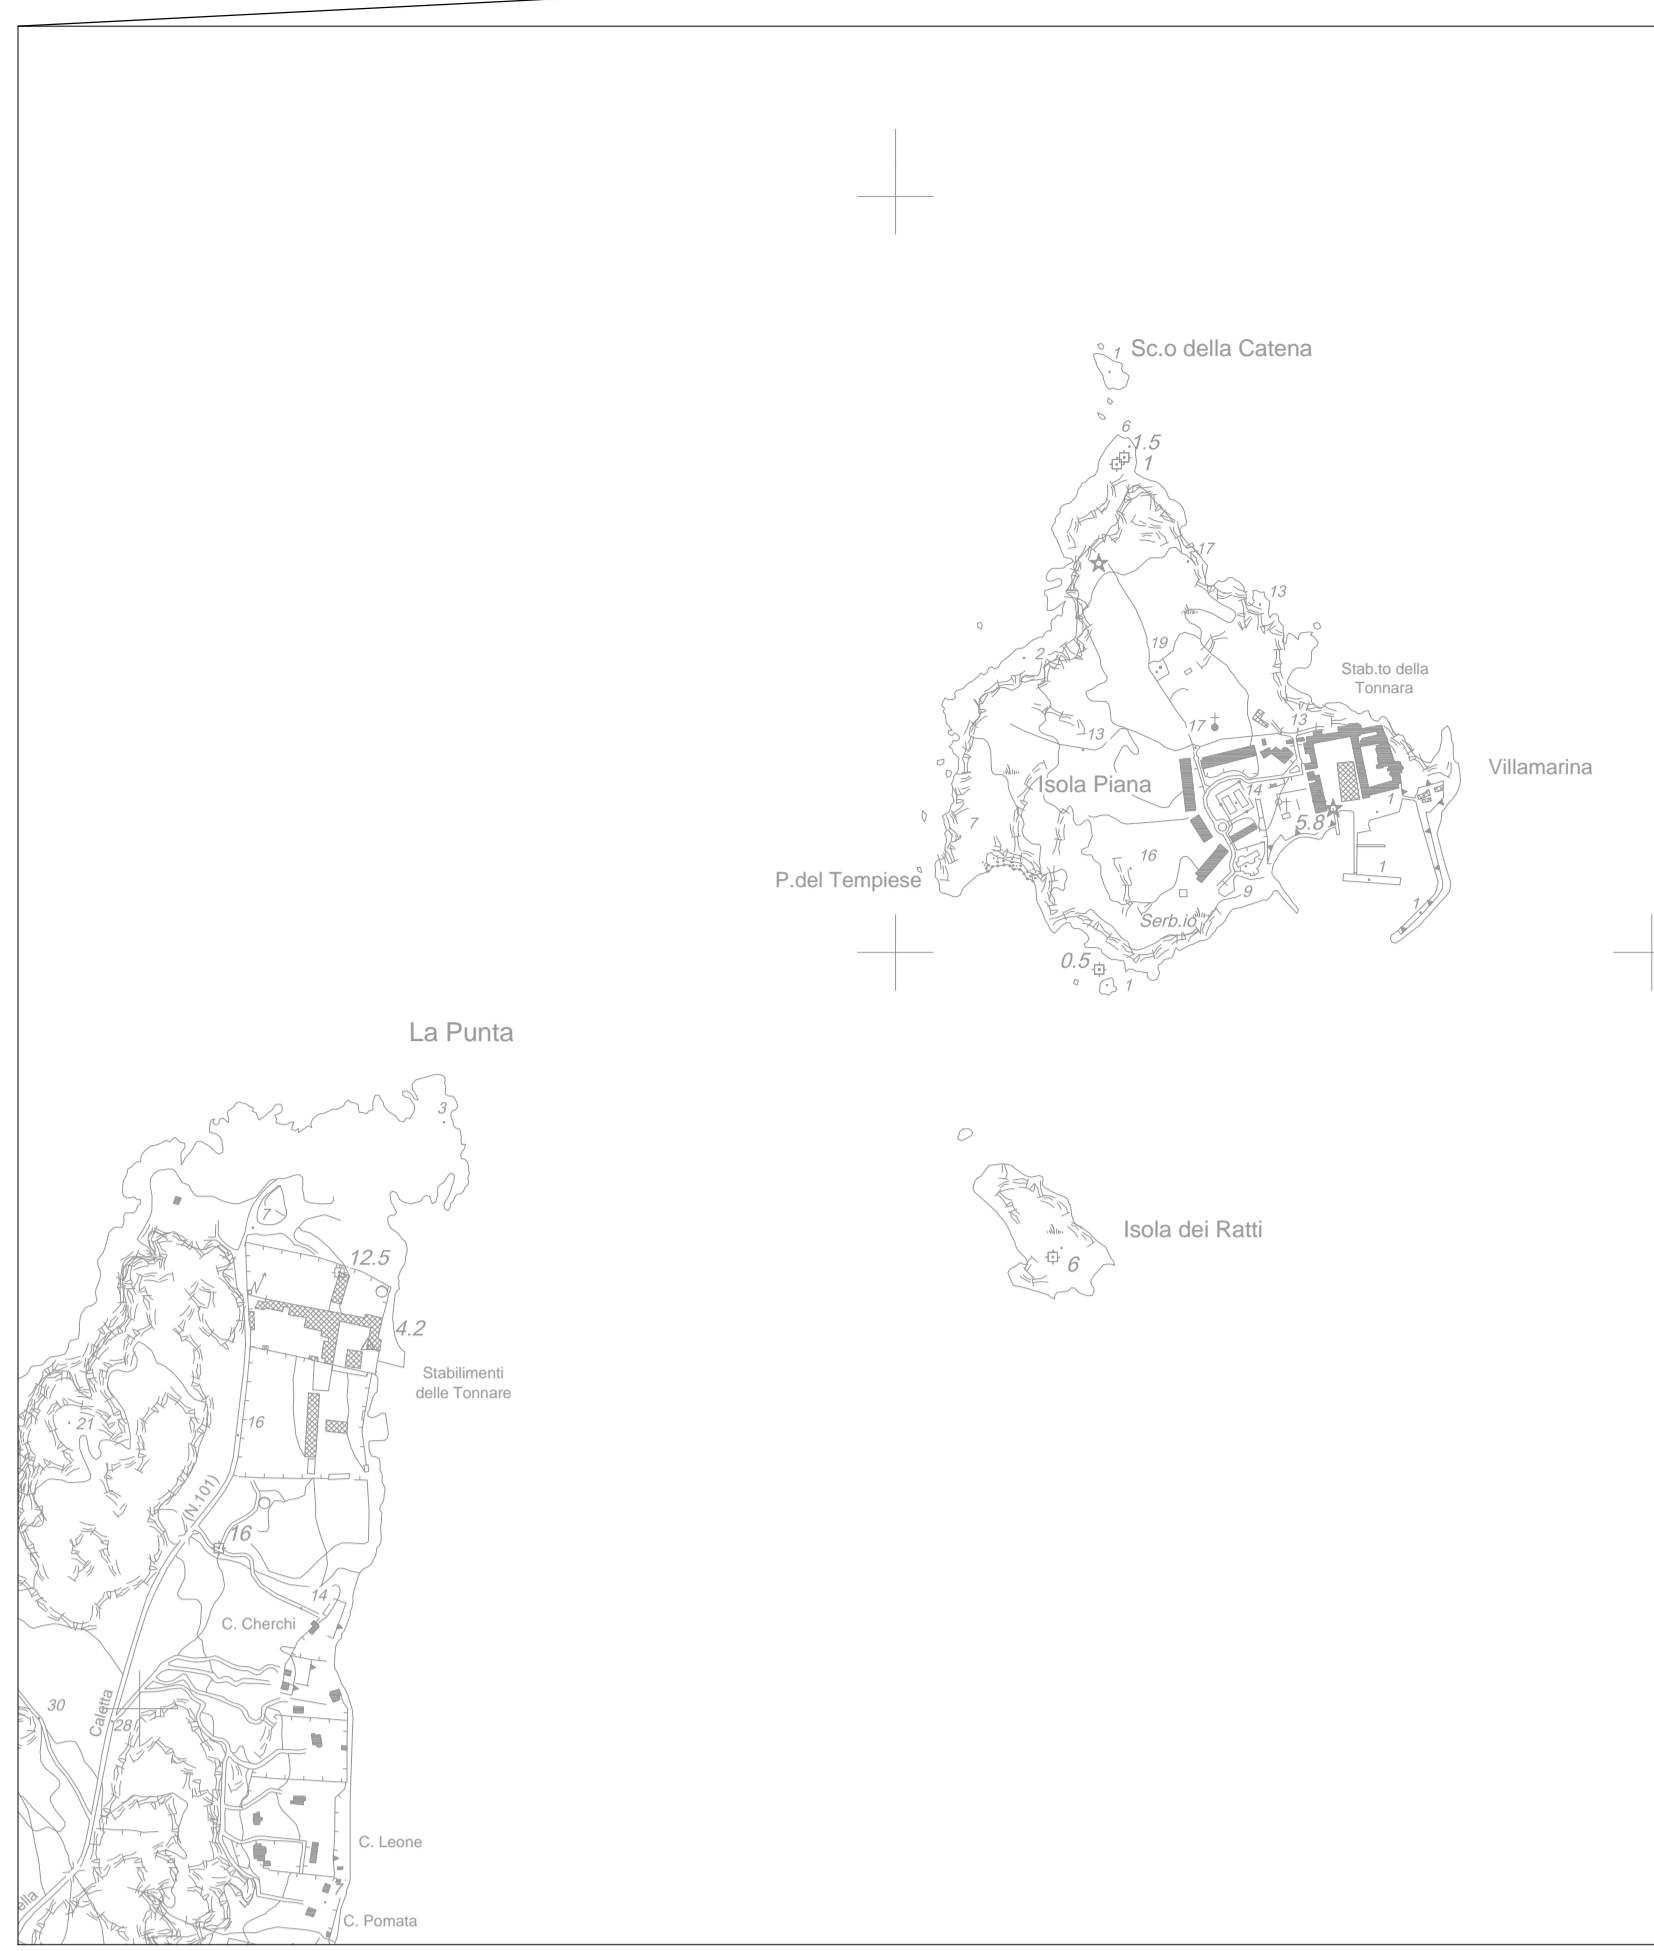 1 Sc.o della Catena
6
1.5
1
17
13
19
2
Stab.to della
Tonnara
17
13
13
Villamarina
Isola Piana
14
1
7
5.8
16
1
P.del Tempiese
9
1
Serb.io
0.5
1
La Punta
3
7
Isola dei Ratti
12.5
6
4.2
Stabilimenti
delle Tonnare
16
21
(N.101)
16
14
C. Cherchi
30
Caletta
28
C. Leone
ella
C. Pomata